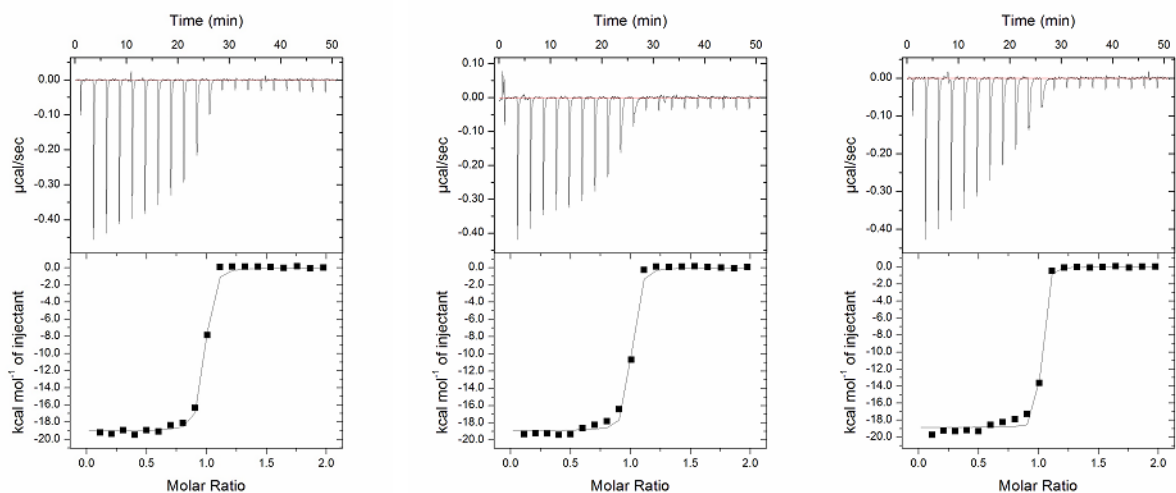 Time (min)
0 10 20 30 40 50
0.00
-0.10
-0.20
-0.30
-0.40
µcal/sec
0.0
-2.0
-4.0
-6.0
-8.0
-10.0
-12.0
-14.0
-16.0
-18.0
-20.0
kcal mol⁻¹ of injectant
0.0 0.5 1.0 1.5 2.0
Molar Ratio
Time (min)
0 10 20 30 40 50
0.10
0.00
-0.10
-0.20
-0.30
-0.40
µcal/sec
0.0
-2.0
-4.0
-6.0
-8.0
-10.0
-12.0
-14.0
-16.0
-18.0
-20.0
kcal mol⁻¹ of injectant
0.0 0.5 1.0 1.5 2.0
Molar Ratio
Time (min)
0 10 20 30 40 50
0.00
-0.10
-0.20
-0.30
-0.40
µcal/sec
0.0
-2.0
-4.0
-6.0
-8.0
-10.0
-12.0
-14.0
-16.0
-18.0
-20.0
kcal mol⁻¹ of injectant
0.0 0.5 1.0 1.5 2.0
Molar Ratio